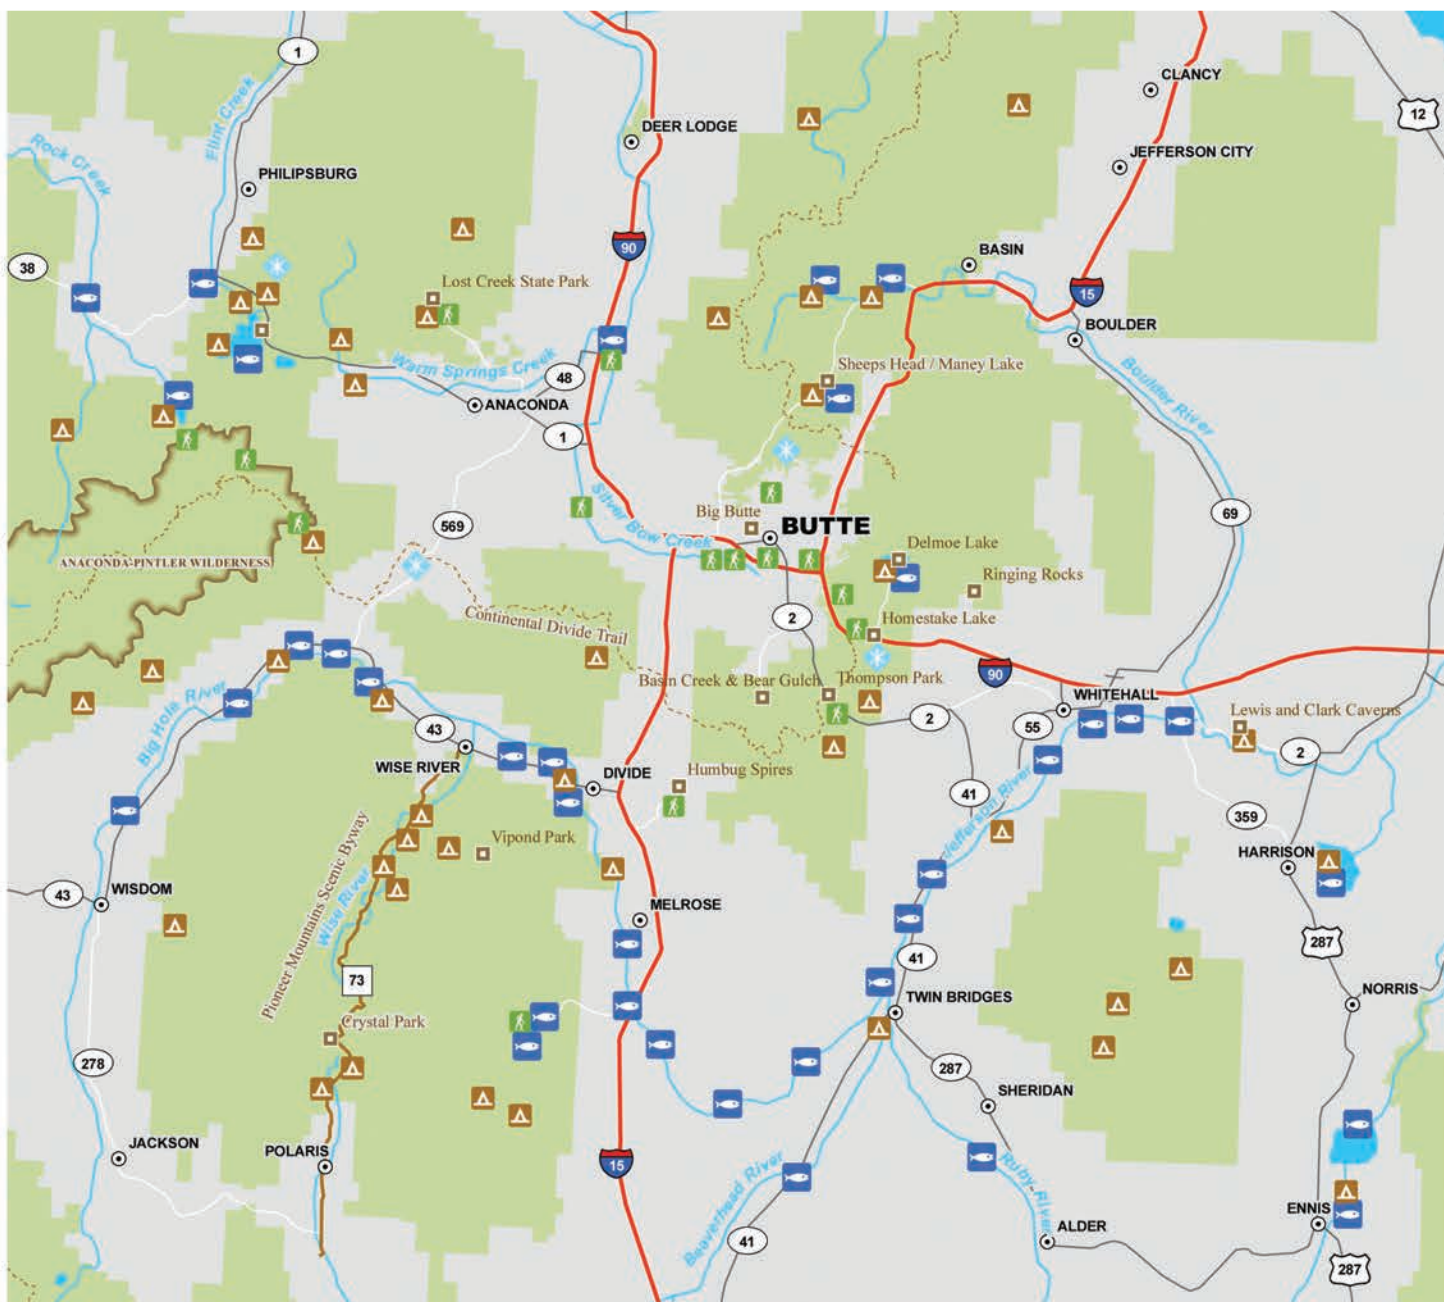 1
CLANCY
12
Flint Creek
DEER LODGE
Rock Creek
JEFFERSON CITY
PHILIPSBURG
90
BASIN
38
Lost Creek State Park
15
BOULDER
Warm Springs Creek
48
Sheeps Head / Maney Lake
Boulder River
ANACONDA
1
Silver Bow Creek
Big Butte
BUTTE
69
569
Delmoe Lake
ANACONDA-PINTLER WILDERNESS
Ringing Rocks
Continental Divide Trail
2
Homestake Lake
90
Basin Creek & Bear Gulch
Thompson Park
WHITEHALL
Big Hole River
2
55
Lewis and Clark Caverns
43
2
WISE RIVER
DIVIDE
Humbug Spires
41
Jefferson River
359
Pioneer Mountains Scenic Byway
Vipond Park
HARRISON
43
WISDOM
Wise River
MELROSE
287
41
73
TWIN BRIDGES
NORRIS
Crystal Park
278
287
SHERIDAN
JACKSON
POLARIS
15
Beaverhead River
Ruby River
ENNIS
41
ALDER
287